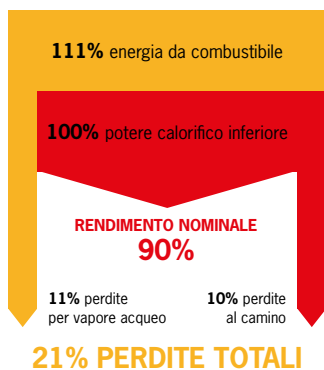 111% energia da combustibile
100% potere calorifico inferiore
RENDIMENTO NOMINALE
90%
11% perdite
per vapore acqueo
10% perdite
al camino
21% PERDITE TOTALI